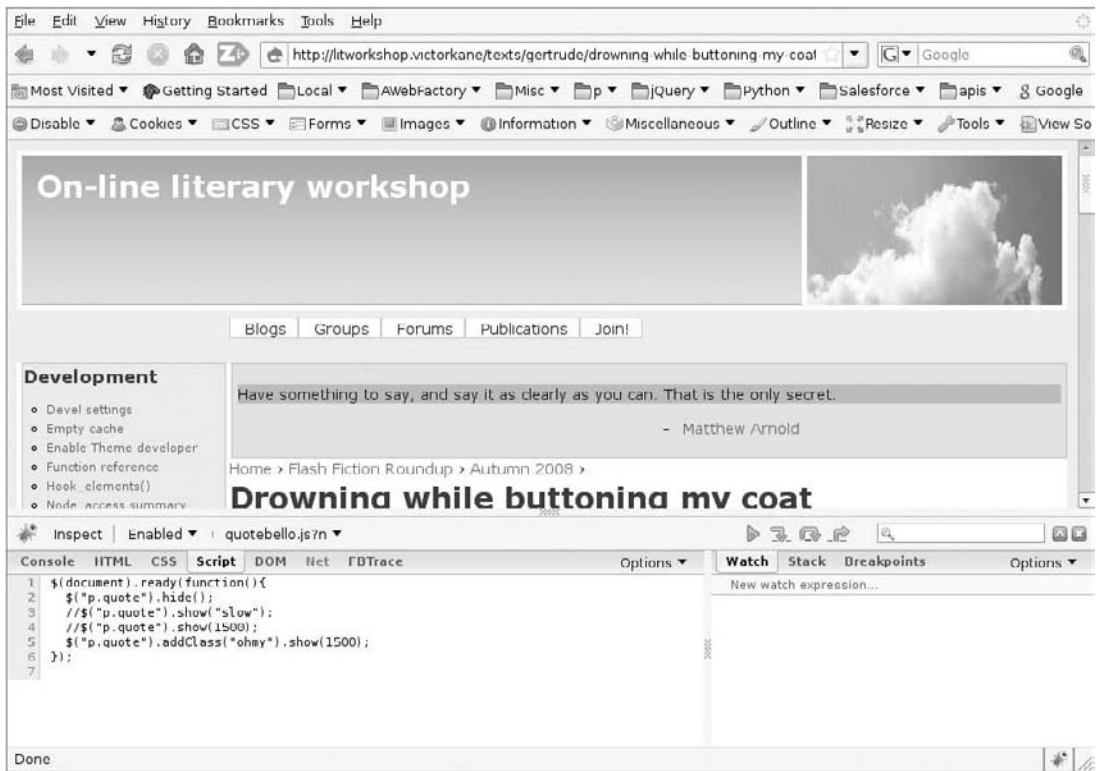 File Edit View History Bookmarks Tools Help
http://litworkshop.victorkane/texts/gertrude/drowning-while-buttoning-my-coat G Google
Most Visited Getting Started Local AWebFactory Misc p jQuery Python Salesforce apis Google
Disable Cookies CSS Forms Images Information Miscellaneous Outline Resize Tools View So
On-line literary workshop
Blogs Groups Forums Publications Join!
Development
Devel settings
Empty cache
Enable Theme developer
Function reference
Hook_elements()
Node_access summary
Have something to say, and say it as clearly as you can. That is the only secret.
- Matthew Arnold
Home > Flash Fiction Roundup > Autumn 2008 >
Drowning while buttoning my coat
Inspect Enabled quotebello.js?n
Console HTML CSS Script DOM Net FBTrace Options
Watch Stack Breakpoints Options
1 $(document).ready(function(){
2 $("p.quote").hide();
3 //$("p.quote").show("slow");
4 //$("p.quote").show(1500);
5 $("p.quote").addClass("ohmy").show(1500);
6 });
7
New watch expression...
Done